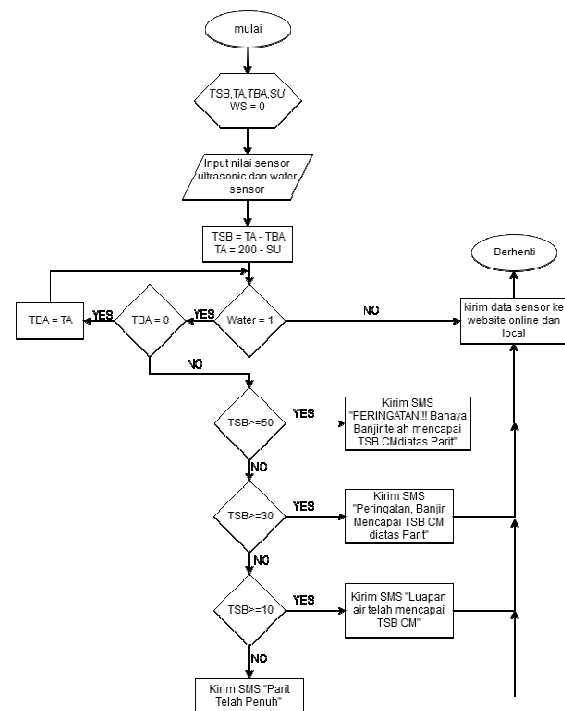 mulai
TSB,TA,TBA,SU
WS = 0
Input nilai sensor
ultrasonic dan water
sensor
TSB = TA - TBA
TA = 200 - SU
Berhenti
TBA = TA
YES
TBA = 0
YES
Water = 1
NO
kirim data sensor ke
website online dan
local
NO
TSB>=50
YES
Kirim SMS
"PERINGATAN!!! Bahaya
Banjir telah mencapai
TSB CM diatas Parit"
NO
TSB>=30
YES
Kirim SMS
"Peringatan, Banjir
Mencapai TSB CM
diatas Parit"
NO
TSB>=10
YES
Kirim SMS "Luapan
air telah mencapai
TSB CM"
NO
Kirim SMS "Parit
Telah Penuh"